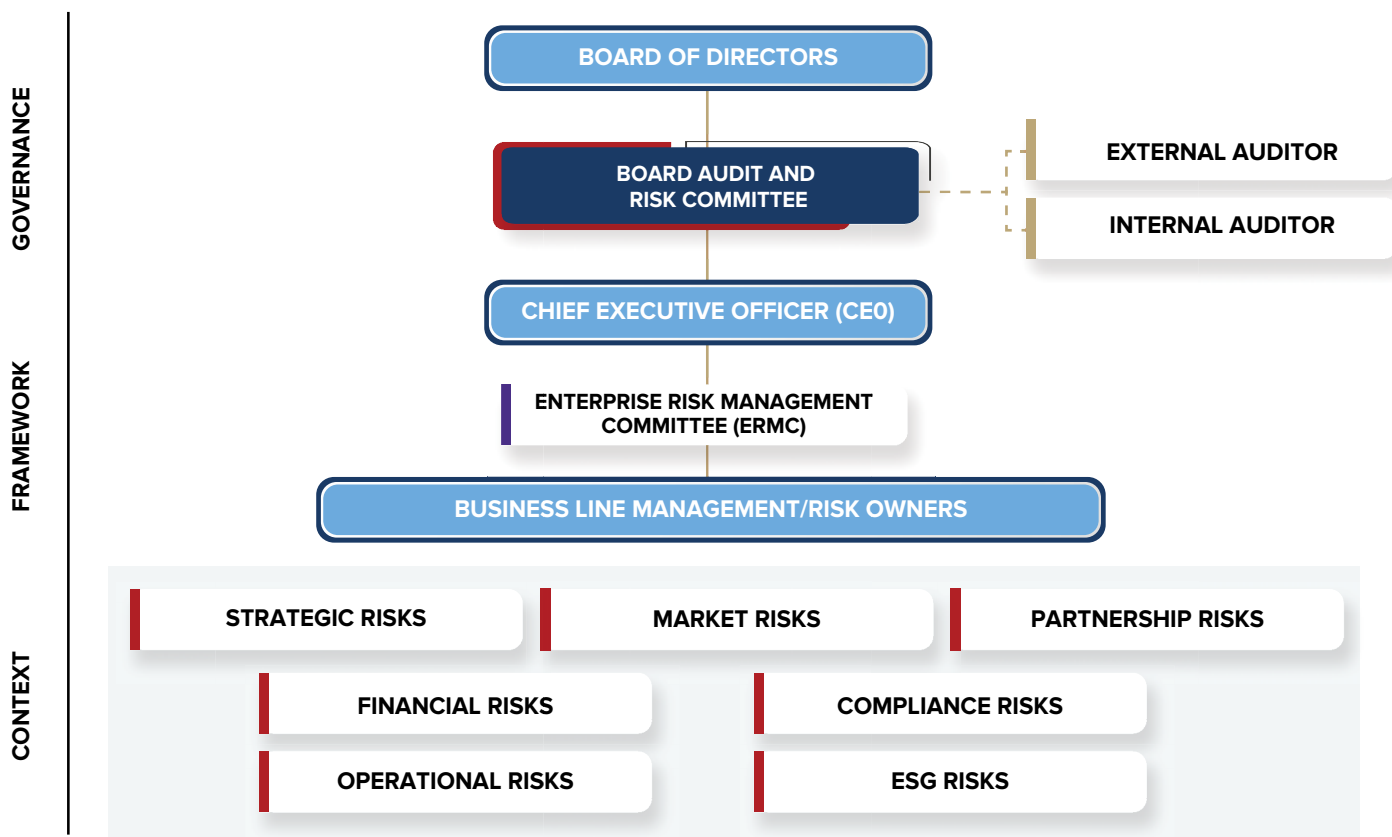 GOVERNANCE
BOARD OF DIRECTORS
BOARD AUDIT AND
RISK COMMITTEE
EXTERNAL AUDITOR
INTERNAL AUDITOR
CHIEF EXECUTIVE OFFICER (CE0)
FRAMEWORK
ENTERPRISE RISK MANAGEMENT
COMMITTEE (ERMC)
BUSINESS LINE MANAGEMENT/RISK OWNERS
CONTEXT
STRATEGIC RISKS
MARKET RISKS
PARTNERSHIP RISKS
FINANCIAL RISKS
COMPLIANCE RISKS
OPERATIONAL RISKS
ESG RISKS